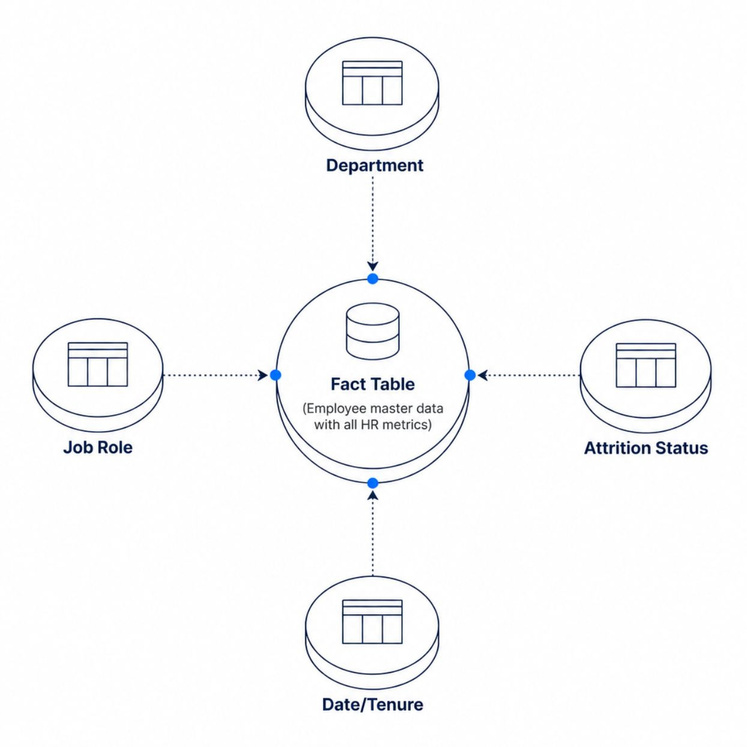 Department
Fact Table
(Employee master data
with all HR metrics)
Job Role
Attrition Status
Date/Tenure